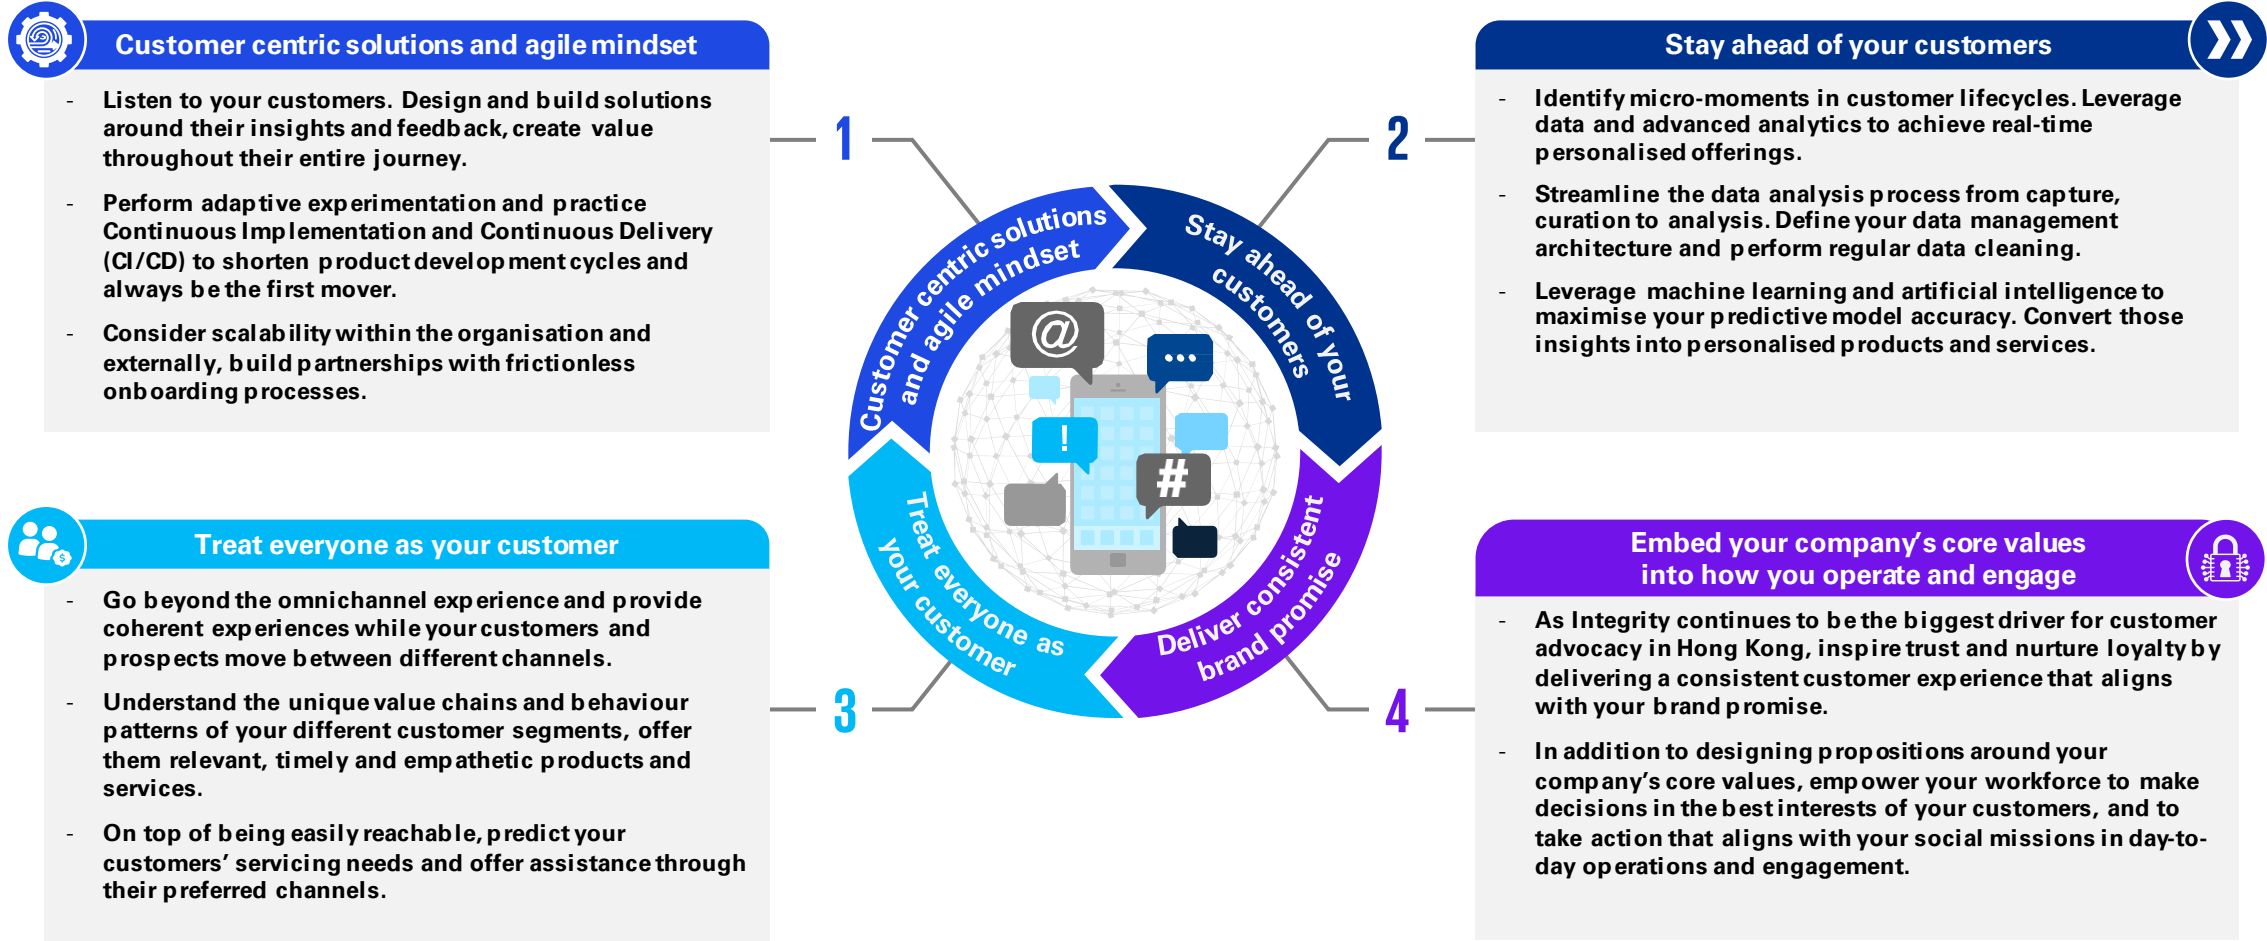 Customer centric solutions and agile mindset
- Listen to your customers. Design and build solutions
around their insights and feedback, create value
throughout their entire journey.
- Perform adaptive experimentation and practice
Continuous Implementation and Continuous Delivery
(CI/CD) to shorten product development cycles and
always be the first mover.
- Consider scalability within the organisation and
externally, build partnerships with frictionless
onboarding processes.
1
Stay ahead of your customers
- Identify micro-moments in customer lifecycles. Leverage
data and advanced analytics to achieve real-time
personalised offerings.
- Streamline the data analysis process from capture,
curation to analysis. Define your data management
architecture and perform regular data cleaning.
- Leverage machine learning and artificial intelligence to
maximise your predictive model accuracy. Convert those
insights into personalised products and services.
2
Customer centric solutions
and agile mindset
Stay ahead of your
customers
@
...
!
#
Treat everyone as
your customer
Deliver consistent
brand promise
Treat everyone as your customer
- Go beyond the omnichannel experience and provide
coherent experiences while your customers and
prospects move between different channels.
- Understand the unique value chains and behaviour
patterns of your different customer segments, offer
them relevant, timely and empathetic products and
services.
- On top of being easily reachable, predict your
customers’ servicing needs and offer assistance through
their preferred channels.
3
$
Embed your company’s core values
into how you operate and engage
- As Integrity continues to be the biggest driver for customer
advocacy in Hong Kong, inspire trust and nurture loyalty by
delivering a consistent customer experience that aligns
with your brand promise.
- In addition to designing propositions around your
company’s core values, empower your workforce to make
decisions in the best interests of your customers, and to
take action that aligns with your social missions in day-to-
day operations and engagement.
4